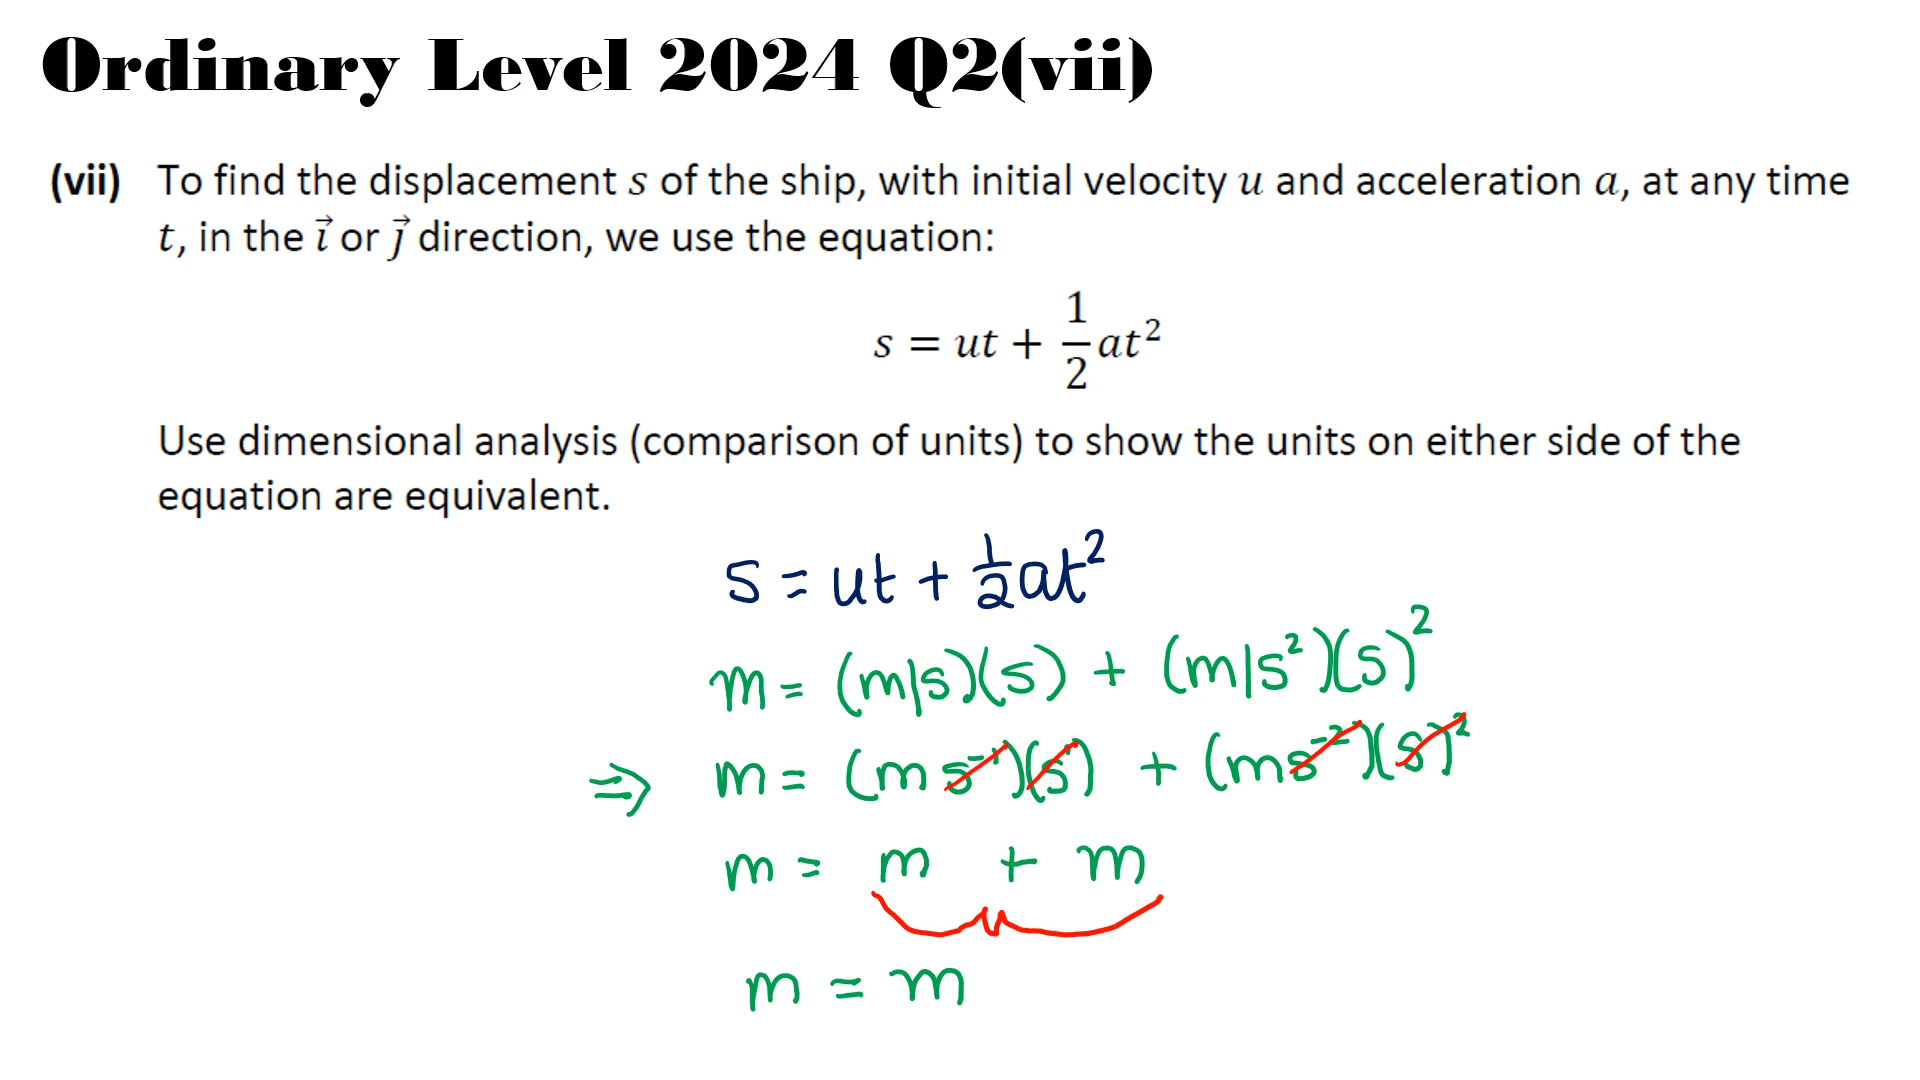 Ordinary Level 2024 Q2(vii)
(vii) To find the displacement s of the ship, with initial velocity u and acceleration a, at any time
t, in the i⃗ or j⃗ direction, we use the equation:
s = ut + 1/2 at²
Use dimensional analysis (comparison of units) to show the units on either side of the
equation are equivalent.
s = ut + 1/2 at²
m = (m/s)(s) + (m/s²)(s)²
⇒ m = (m s⁻¹)(s) + (ms⁻²)(s)²
m = m + m
m = m